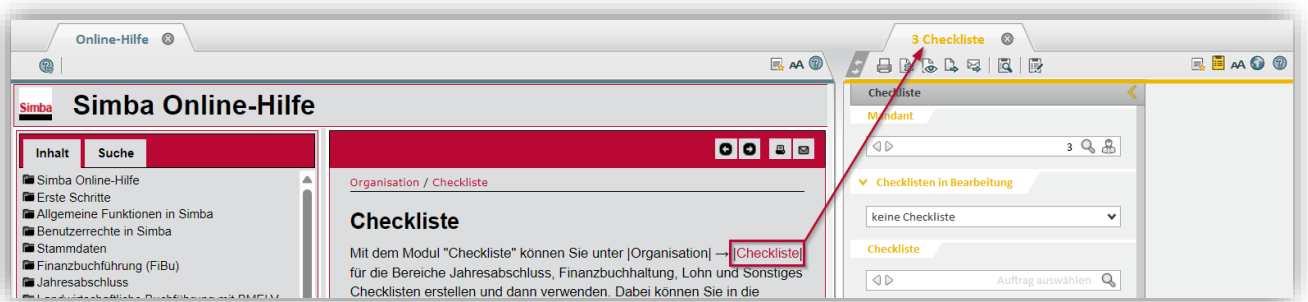 Online-Hilfe
3 Checkliste
AA
AA
Checkliste
Simba
Simba Online-Hilfe
Mandant
Inhalt
Suche
3
Simba Online-Hilfe
Erste Schritte
Allgemeine Funktionen in Simba
Benutzerrechte in Simba
Stammdaten
Finanzbuchführung (FiBu)
Jahresabschluss
Organisation / Checkliste
Checkliste
Mit dem Modul "Checkliste" können Sie unter |Organisation| → |Checkliste|
für die Bereiche Jahresabschluss, Finanzbuchhaltung, Lohn und Sonstiges
Checklisten erstellen und dann verwenden. Dabei können Sie in die
Checklisten in Bearbeitung
keine Checkliste
Checkliste
Auftrag auswählen